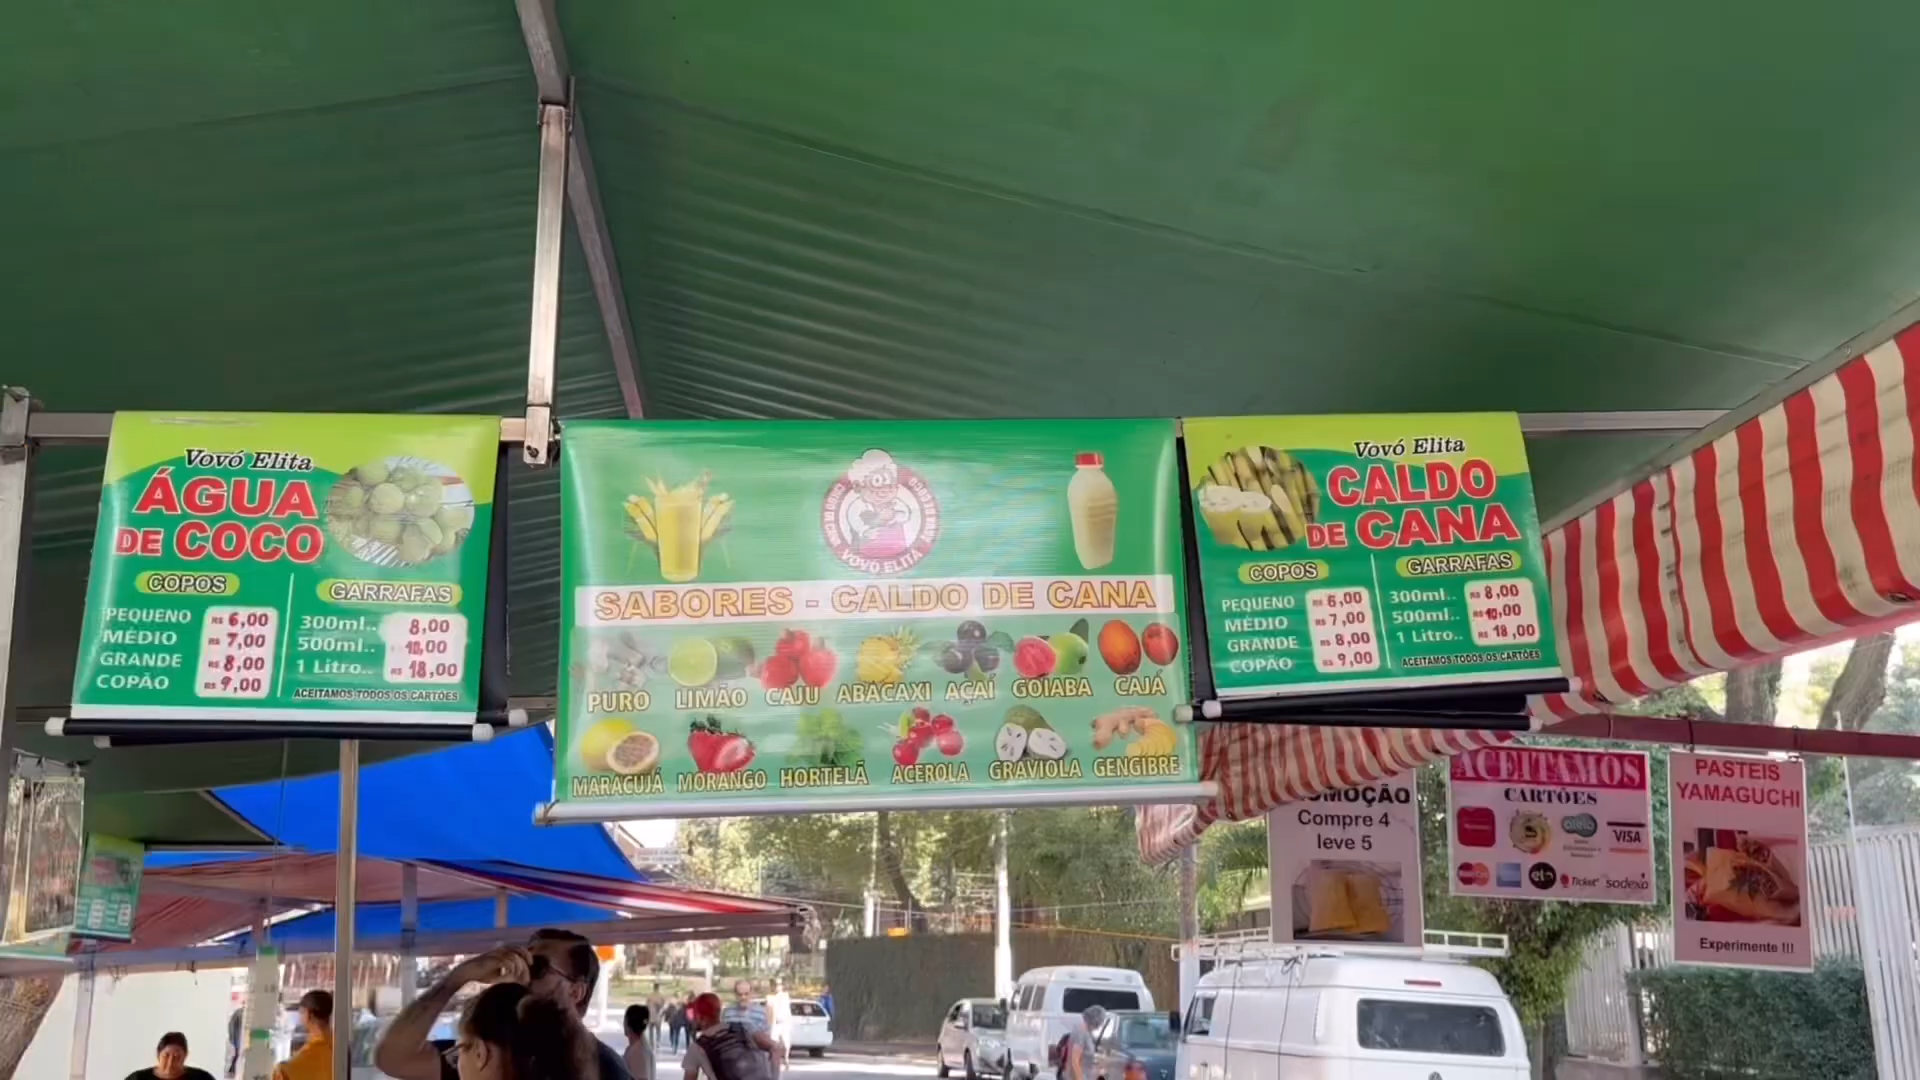 Vovó Elita
ÁGUA
DE COCO
COPOS
PEQUENO R$ 6,00
MÉDIO R$ 7,00
GRANDE R$ 8,00
COPÃO R$ 9,00
GARRAFAS
300ml.. 8,00
500ml.. 10,00
1 Litro.. R$ 18,00
ACEITAMOS TODOS OS CARTÕES
VOVÓ ELITA
SABORES - CALDO DE CANA
PURO LIMÃO CAJU ABACAXI AÇAÍ GOIABA CAJÁ
MARACUJÁ MORANGO HORTELÃ ACEROLA GRAVIOLA GENGIBRE
Vovó Elita
CALDO
DE CANA
COPOS
PEQUENO R$ 6,00
MÉDIO R$ 7,00
GRANDE R$ 8,00
COPÃO R$ 9,00
GARRAFAS
300ml.. R$ 8,00
500ml.. R$ 10,00
1 Litro.. R$ 18,00
ACEITAMOS TODOS OS CARTÕES
Compre 4
leve 5
ACEITAMOS
CARTÕES
alelo
VISA
MasterCard
elo
Ticket
sodexo
PASTEIS
YAMAGUCHI
Experimente !!!